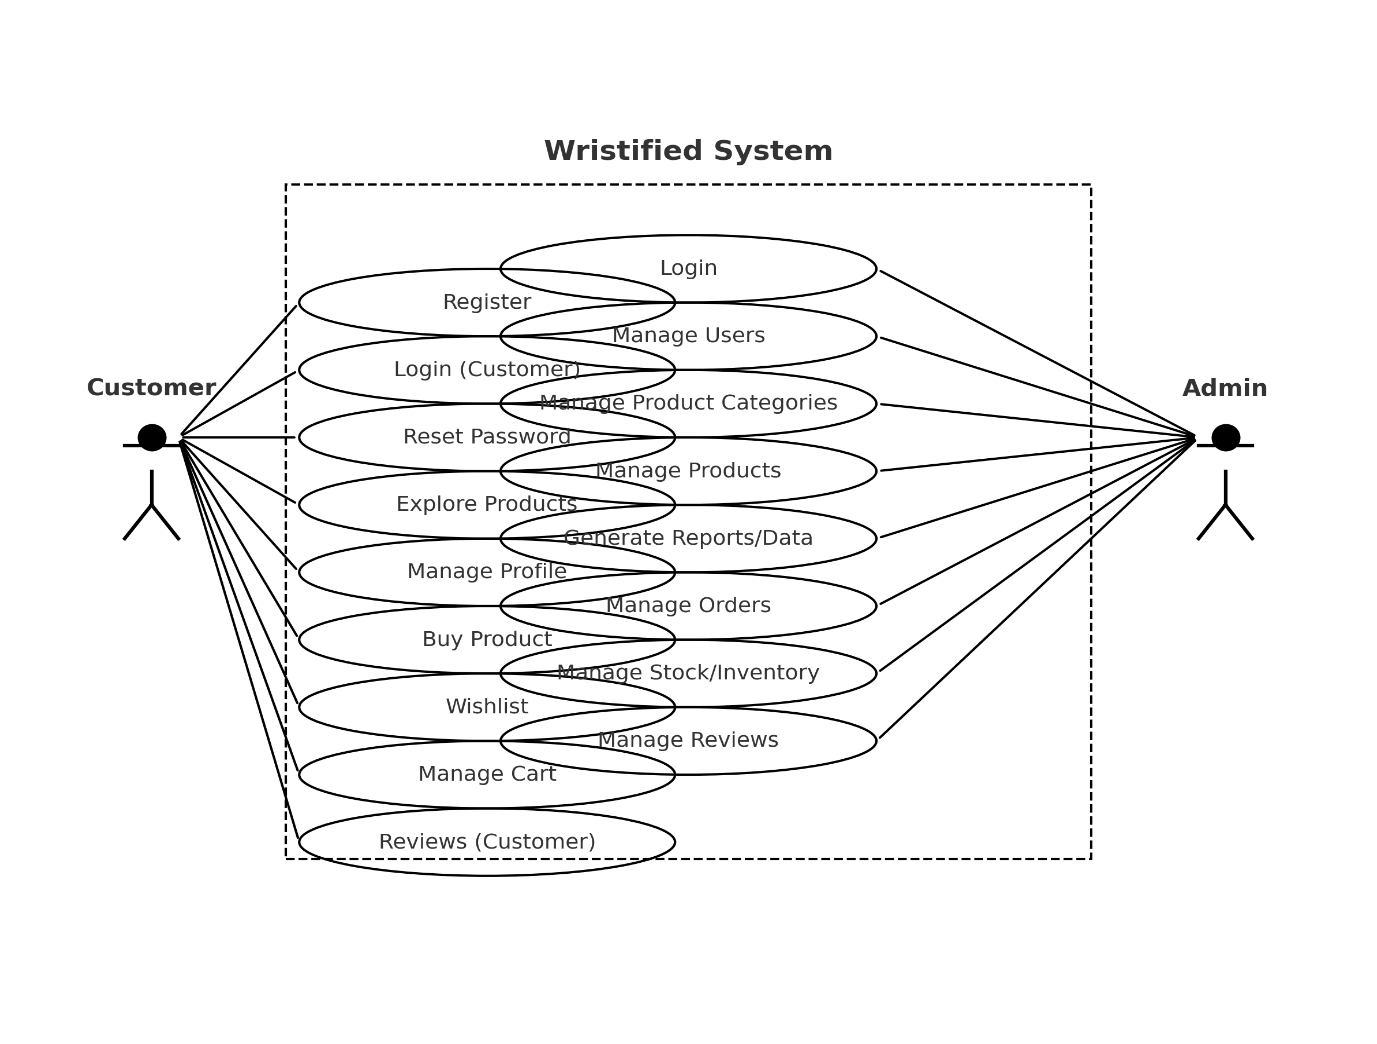 Wristified System
Customer
Admin
Register
Login (Customer)
Reset Password
Explore Products
Manage Profile
Buy Product
Wishlist
Manage Cart
Reviews (Customer)
Login
Manage Users
Manage Product Categories
Manage Products
Generate Reports/Data
Manage Orders
Manage Stock/Inventory
Manage Reviews